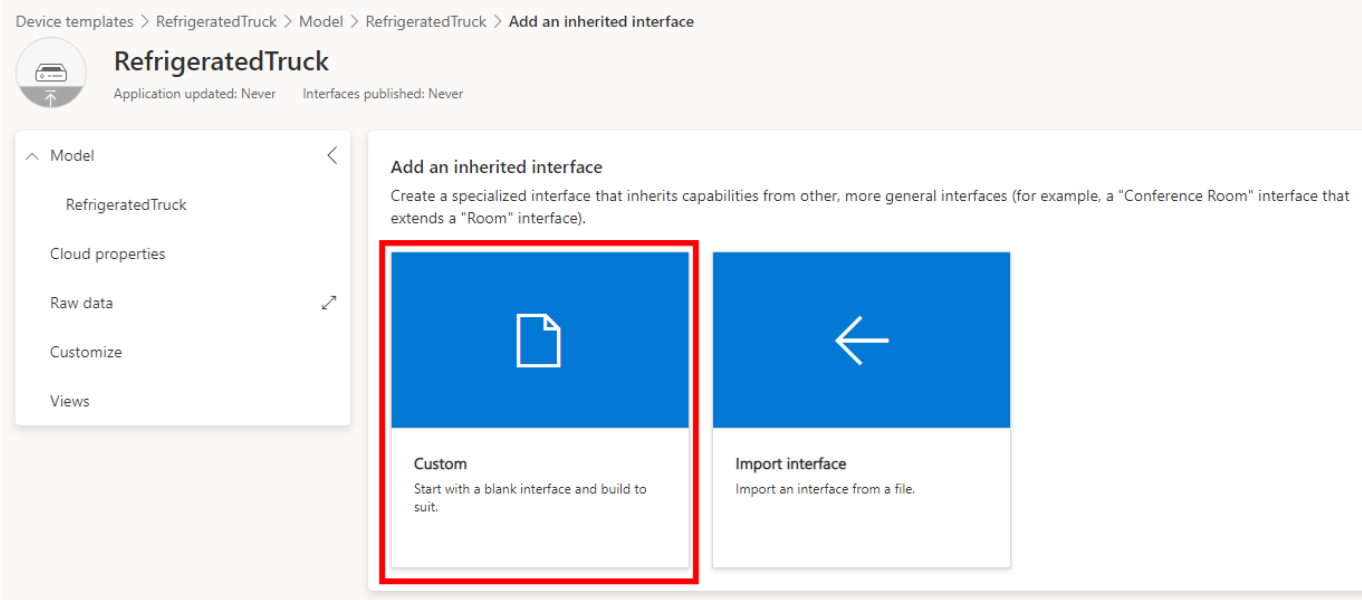 Device templates > RefrigeratedTruck > Model > RefrigeratedTruck > Add an inherited interface
RefrigeratedTruck
Application updated: Never Interfaces published: Never
Model
RefrigeratedTruck
Cloud properties
Raw data
Customize
Views
Add an inherited interface
Create a specialized interface that inherits capabilities from other, more general interfaces (for example, a "Conference Room" interface that
extends a "Room" interface).
Custom
Start with a blank interface and build to
suit.
Import interface
Import an interface from a file.